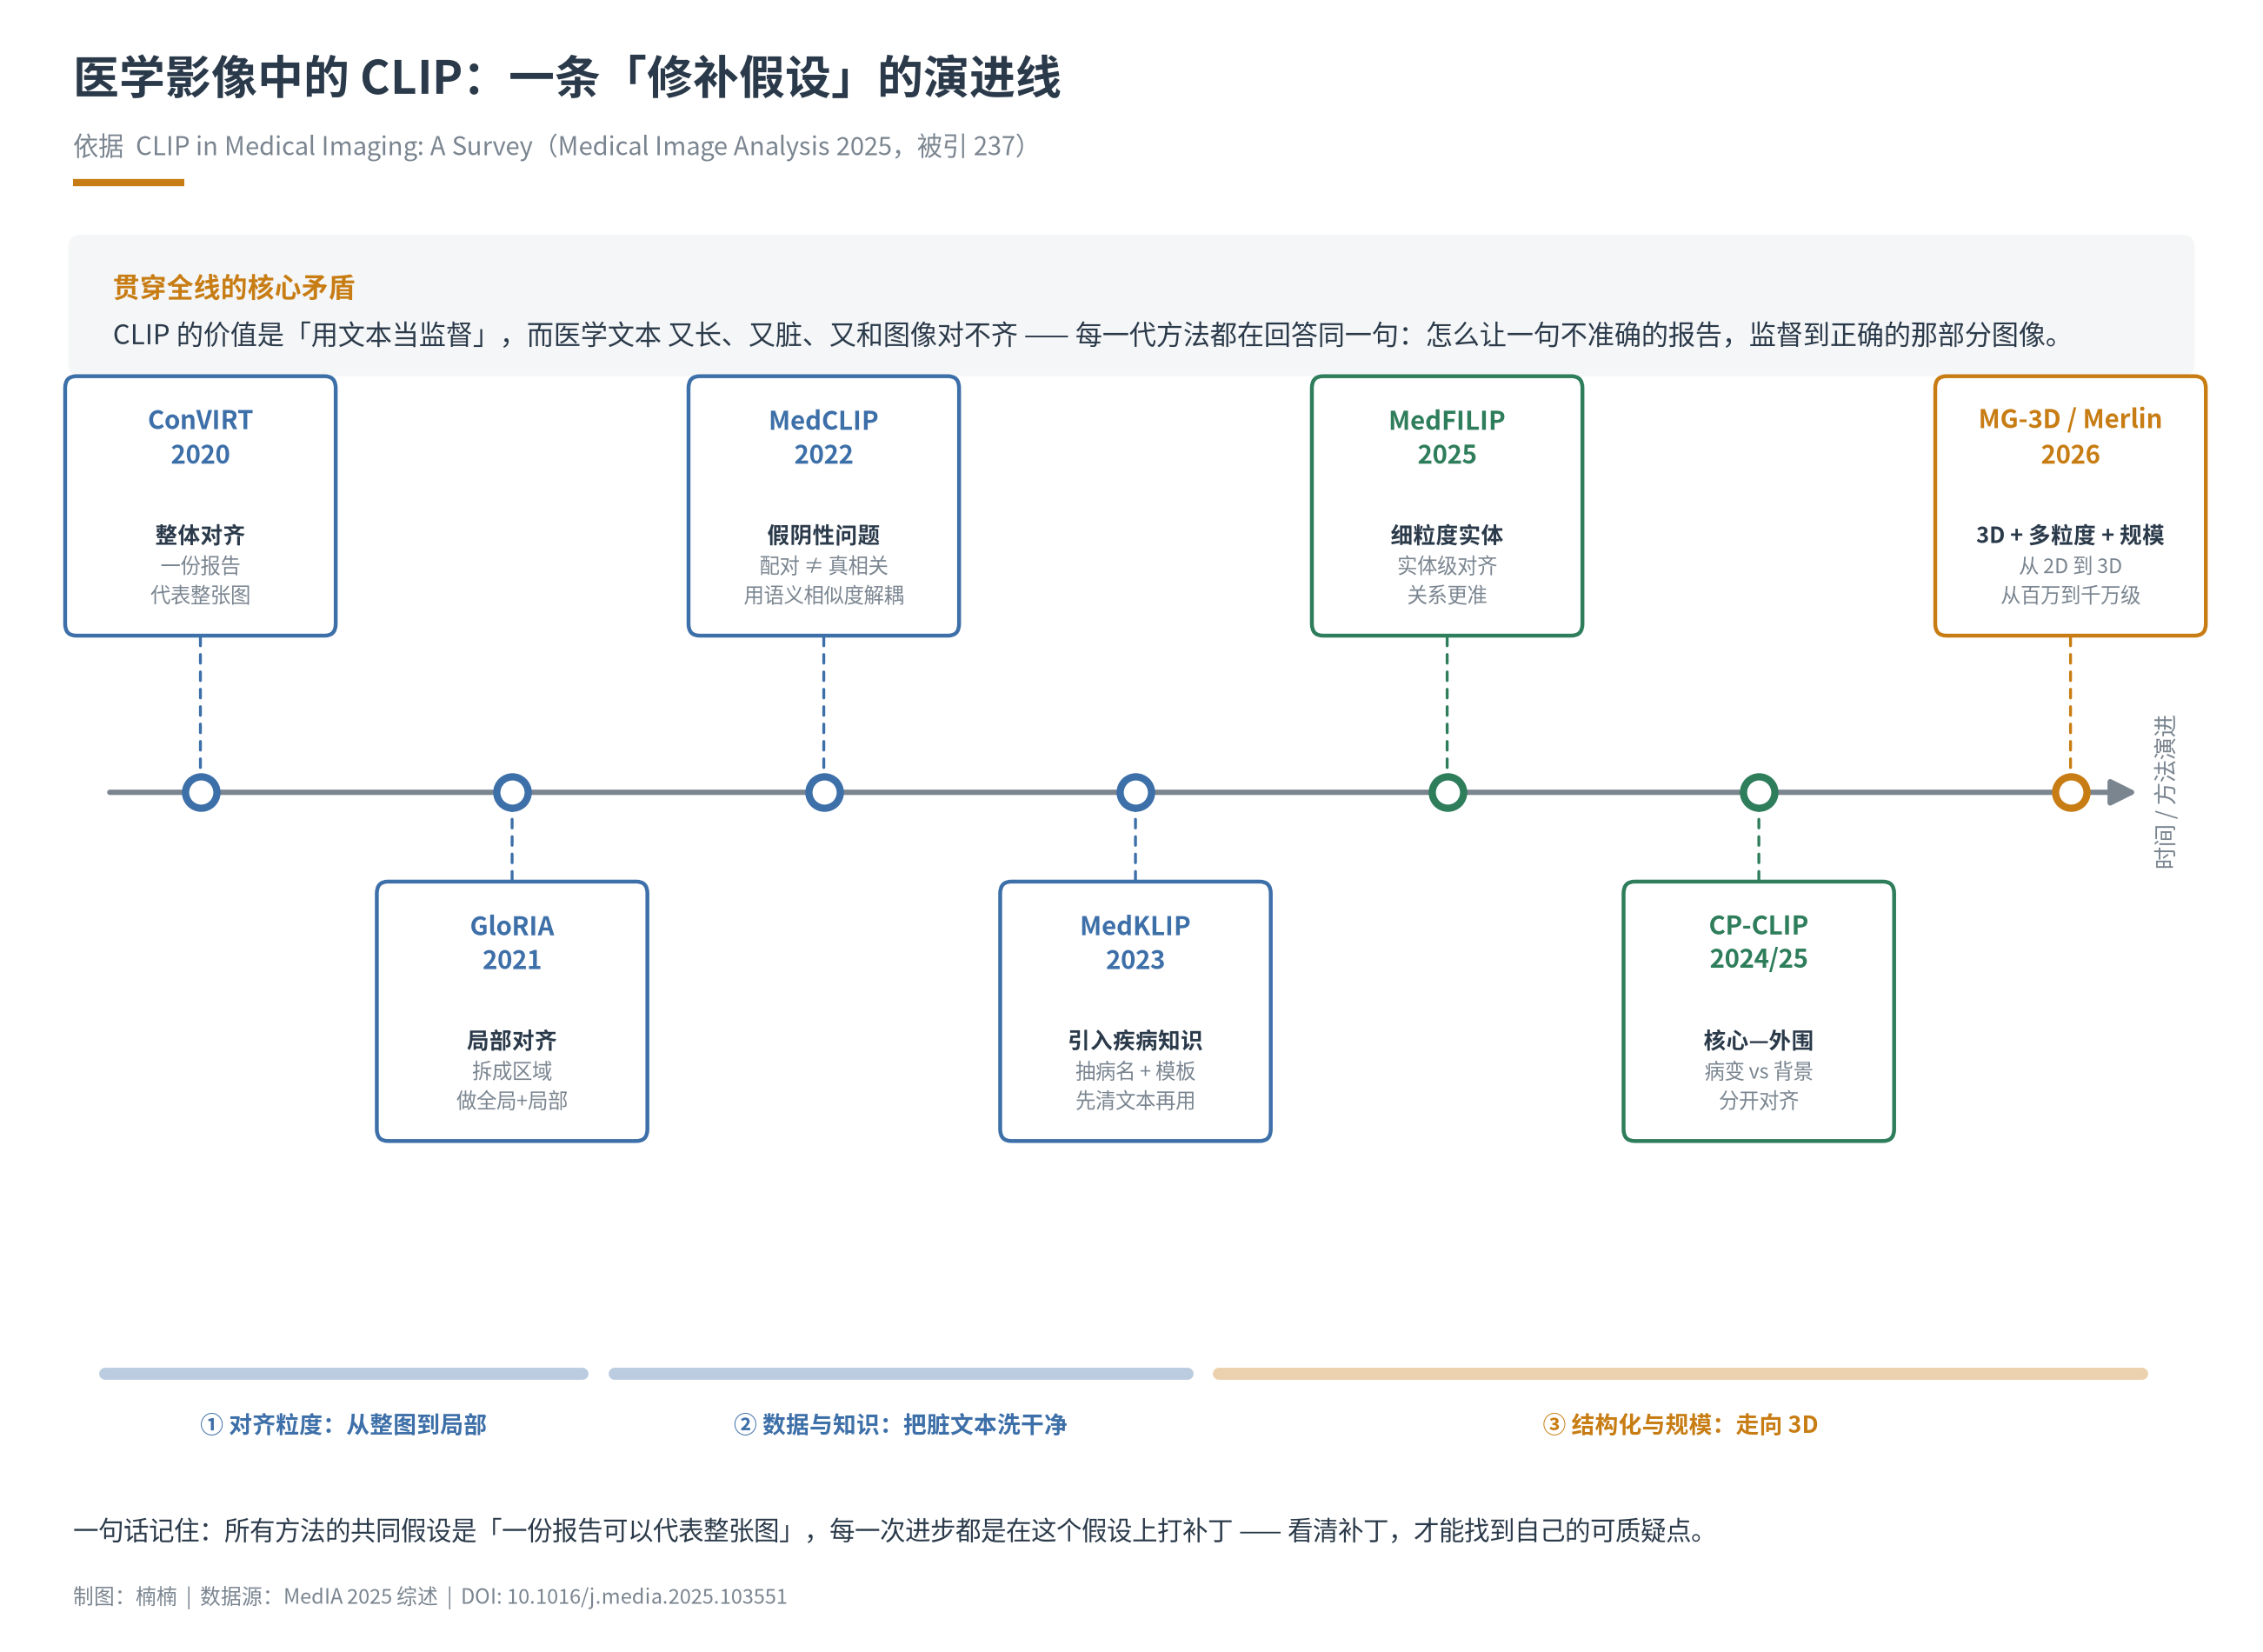 医学影像中的 CLIP：一条「修补假设」的演进线
依据 CLIP in Medical Imaging: A Survey（Medical Image Analysis 2025，被引 237）
贯穿全线的核心矛盾
CLIP 的价值是「用文本当监督」，而医学文本 又长、又脏、又和图像对不齐 —— 每一代方法都在回答同一句：怎么让一句不准确的报告，监督到正确的那部分图像。
ConVIRT
2020
整体对齐
一份报告
代表整张图
MedCLIP
2022
假阴性问题
配对 ≠ 真相关
用语义相似度解耦
MedFILIP
2025
细粒度实体
实体级对齐
关系更准
MG-3D / Merlin
2026
3D + 多粒度 + 规模
从 2D 到 3D
从百万到千万级
时间 / 方法演进
GloRIA
2021
局部对齐
拆成区域
做全局+局部
MedKLIP
2023
引入疾病知识
抽病名 + 模板
先清文本再用
CP-CLIP
2024/25
核心—外围
病变 vs 背景
分开对齐
① 对齐粒度：从整图到局部
② 数据与知识：把脏文本洗干净
③ 结构化与规模：走向 3D
一句话记住：所有方法的共同假设是「一份报告可以代表整张图」，每一次进步都是在这个假设上打补丁 —— 看清补丁，才能找到自己的可质疑点。
制图：楠楠 | 数据源：MedIA 2025 综述 | DOI: 10.1016/j.media.2025.103551